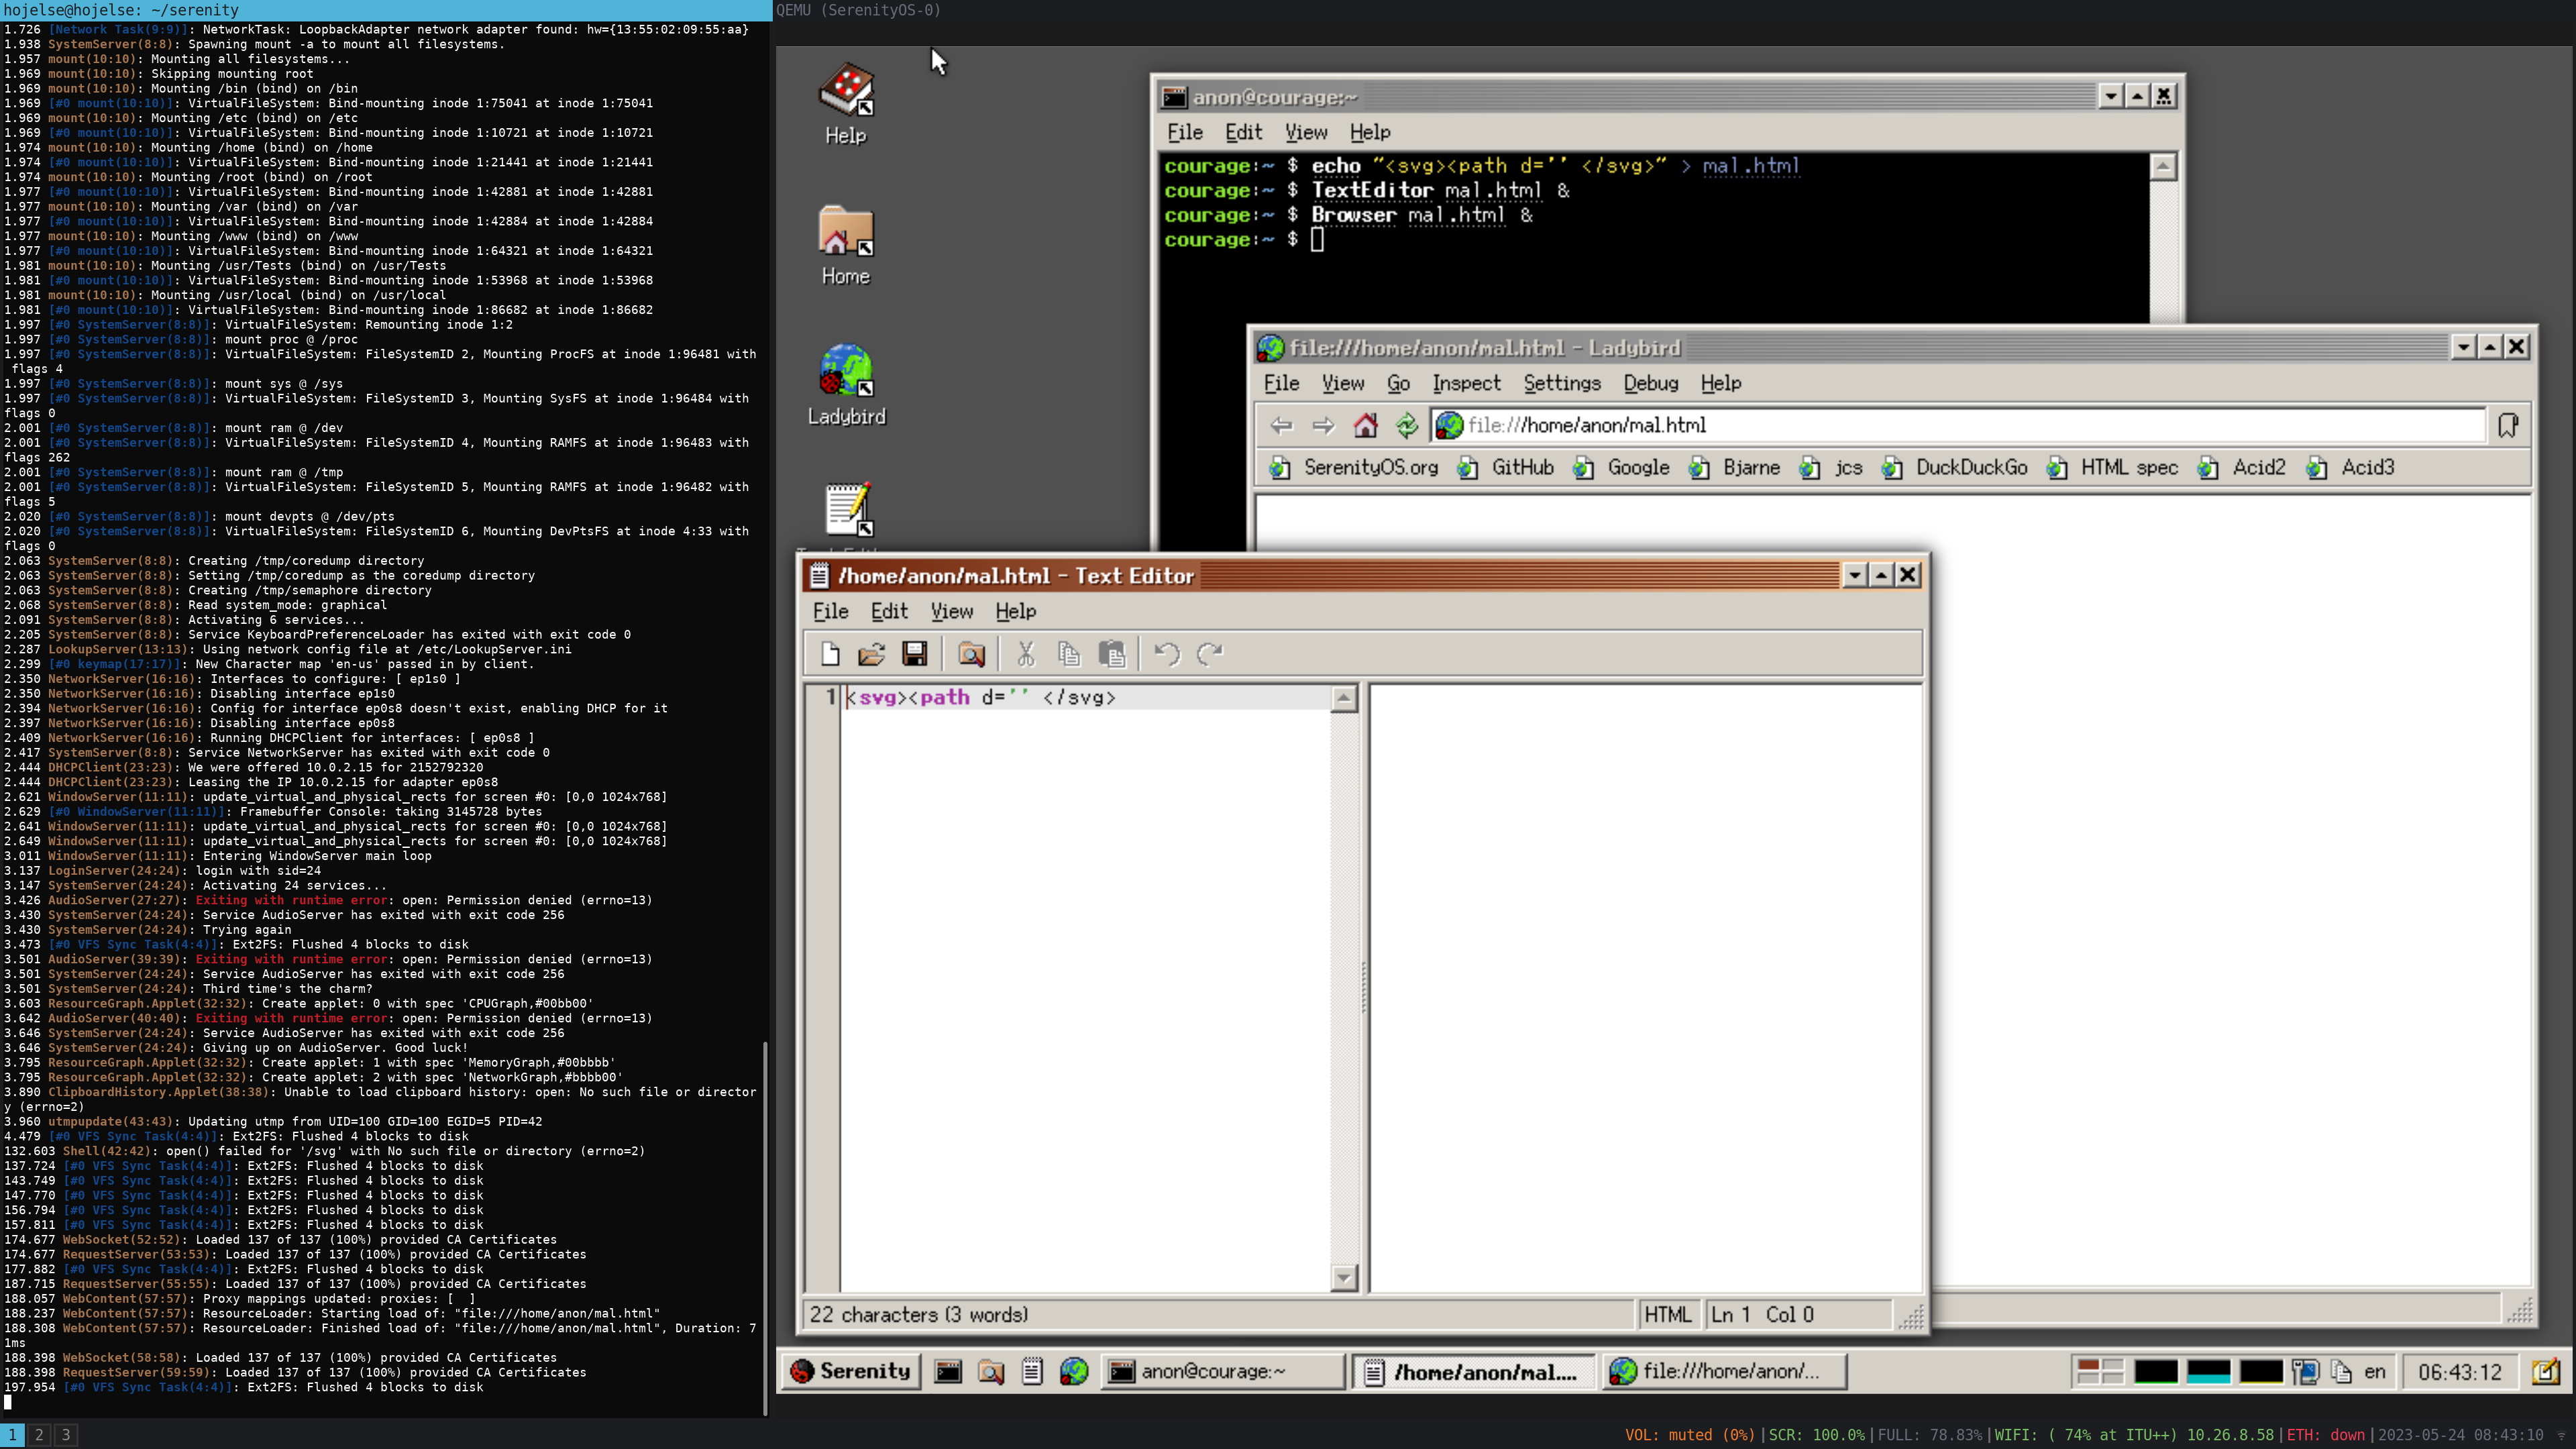 hojelse@hojelse: ~/serenity
1.726 [Network Task(9:9)]: NetworkTask: LoopbackAdapter network adapter found: hw={13:55:02:09:55:aa}
1.938 SystemServer(8:8): Spawning mount -a to mount all filesystems.
1.957 mount(10:10): Mounting all filesystems...
1.969 mount(10:10): Skipping mounting root
1.969 mount(10:10): Mounting /bin (bind) on /bin
1.969 [#0 mount(10:10)]: VirtualFileSystem: Bind-mounting inode 1:75041 at inode 1:75041
1.969 mount(10:10): Mounting /etc (bind) on /etc
1.969 [#0 mount(10:10)]: VirtualFileSystem: Bind-mounting inode 1:10721 at inode 1:10721
1.974 mount(10:10): Mounting /home (bind) on /home
1.974 [#0 mount(10:10)]: VirtualFileSystem: Bind-mounting inode 1:21441 at inode 1:21441
1.974 mount(10:10): Mounting /root (bind) on /root
1.977 [#0 mount(10:10)]: VirtualFileSystem: Bind-mounting inode 1:42881 at inode 1:42881
1.977 mount(10:10): Mounting /var (bind) on /var
1.977 [#0 mount(10:10)]: VirtualFileSystem: Bind-mounting inode 1:42884 at inode 1:42884
1.977 mount(10:10): Mounting /www (bind) on /www
1.977 [#0 mount(10:10)]: VirtualFileSystem: Bind-mounting inode 1:64321 at inode 1:64321
1.981 mount(10:10): Mounting /usr/Tests (bind) on /usr/Tests
1.981 [#0 mount(10:10)]: VirtualFileSystem: Bind-mounting inode 1:53968 at inode 1:53968
1.981 mount(10:10): Mounting /usr/local (bind) on /usr/local
1.981 [#0 mount(10:10)]: VirtualFileSystem: Bind-mounting inode 1:86682 at inode 1:86682
1.997 [#0 SystemServer(8:8)]: VirtualFileSystem: Remounting inode 1:2
1.997 [#0 SystemServer(8:8)]: mount proc @ /proc
1.997 [#0 SystemServer(8:8)]: VirtualFileSystem: FileSystemID 2, Mounting ProcFS at inode 1:96481 with
flags 4
1.997 [#0 SystemServer(8:8)]: mount sys @ /sys
1.997 [#0 SystemServer(8:8)]: VirtualFileSystem: FileSystemID 3, Mounting SysFS at inode 1:96484 with
flags 0
2.001 [#0 SystemServer(8:8)]: mount ram @ /dev
2.001 [#0 SystemServer(8:8)]: VirtualFileSystem: FileSystemID 4, Mounting RAMFS at inode 1:96483 with
flags 262
2.001 [#0 SystemServer(8:8)]: mount ram @ /tmp
2.001 [#0 SystemServer(8:8)]: VirtualFileSystem: FileSystemID 5, Mounting RAMFS at inode 1:96482 with
flags 5
2.020 [#0 SystemServer(8:8)]: mount devpts @ /dev/pts
2.020 [#0 SystemServer(8:8)]: VirtualFileSystem: FileSystemID 6, Mounting DevPtsFS at inode 4:33 with
flags 0
2.063 SystemServer(8:8): Creating /tmp/coredump directory
2.063 SystemServer(8:8): Setting /tmp/coredump as the coredump directory
2.063 SystemServer(8:8): Creating /tmp/semaphore directory
2.068 SystemServer(8:8): Read system_mode: graphical
2.091 SystemServer(8:8): Activating 6 services...
2.205 SystemServer(8:8): Service KeyboardPreferenceLoader has exited with exit code 0
2.287 LookupServer(13:13): Using network config file at /etc/LookupServer.ini
2.299 [#0 keymap(17:17)]: New Character map 'en-us' passed in by client.
2.350 NetworkServer(16:16): Interfaces to configure: [ ep1s0 ]
2.350 NetworkServer(16:16): Disabling interface ep1s0
2.394 NetworkServer(16:16): Config for interface ep0s8 doesn't exist, enabling DHCP for it
2.397 NetworkServer(16:16): Disabling interface ep0s8
2.409 NetworkServer(16:16): Running DHCPClient for interfaces: [ ep0s8 ]
2.417 SystemServer(8:8): Service NetworkServer has exited with exit code 0
2.444 DHCPClient(23:23): We were offered 10.0.2.15 for 2152792320
2.444 DHCPClient(23:23): Leasing the IP 10.0.2.15 for adapter ep0s8
2.621 WindowServer(11:11): update_virtual_and_physical_rects for screen #0: [0,0 1024x768]
2.629 [#0 WindowServer(11:11)]: Framebuffer Console: taking 3145728 bytes
2.641 WindowServer(11:11): update_virtual_and_physical_rects for screen #0: [0,0 1024x768]
2.649 WindowServer(11:11): update_virtual_and_physical_rects for screen #0: [0,0 1024x768]
3.011 WindowServer(11:11): Entering WindowServer main loop
3.137 LoginServer(24:24): login with sid=24
3.147 SystemServer(24:24): Activating 24 services...
3.426 AudioServer(27:27): Exiting with runtime error: open: Permission denied (errno=13)
3.430 SystemServer(24:24): Service AudioServer has exited with exit code 256
3.430 SystemServer(24:24): Trying again
3.473 [#0 VFS Sync Task(4:4)]: Ext2FS: Flushed 4 blocks to disk
3.501 AudioServer(39:39): Exiting with runtime error: open: Permission denied (errno=13)
3.501 SystemServer(24:24): Service AudioServer has exited with exit code 256
3.501 SystemServer(24:24): Third time's the charm?
3.603 ResourceGraph.Applet(32:32): Create applet: 0 with spec 'CPUGraph,#00bb00'
3.642 AudioServer(40:40): Exiting with runtime error: open: Permission denied (errno=13)
3.646 SystemServer(24:24): Service AudioServer has exited with exit code 256
3.646 SystemServer(24:24): Giving up on AudioServer. Good luck!
3.795 ResourceGraph.Applet(32:32): Create applet: 1 with spec 'MemoryGraph,#00bbbb'
3.795 ResourceGraph.Applet(32:32): Create applet: 2 with spec 'NetworkGraph,#bbbb00'
3.890 ClipboardHistory.Applet(38:38): Unable to load clipboard history: open: No such file or director
y (errno=2)
3.960 utmpupdate(43:43): Updating utmp from UID=100 GID=100 EGID=5 PID=42
4.479 [#0 VFS Sync Task(4:4)]: Ext2FS: Flushed 4 blocks to disk
132.603 Shell(42:42): open() failed for '/svg' with No such file or directory (errno=2)
137.724 [#0 VFS Sync Task(4:4)]: Ext2FS: Flushed 4 blocks to disk
143.749 [#0 VFS Sync Task(4:4)]: Ext2FS: Flushed 4 blocks to disk
147.770 [#0 VFS Sync Task(4:4)]: Ext2FS: Flushed 4 blocks to disk
156.794 [#0 VFS Sync Task(4:4)]: Ext2FS: Flushed 4 blocks to disk
157.811 [#0 VFS Sync Task(4:4)]: Ext2FS: Flushed 4 blocks to disk
174.677 WebSocket(52:52): Loaded 137 of 137 (100%) provided CA Certificates
174.677 RequestServer(53:53): Loaded 137 of 137 (100%) provided CA Certificates
177.882 [#0 VFS Sync Task(4:4)]: Ext2FS: Flushed 4 blocks to disk
187.715 RequestServer(55:55): Loaded 137 of 137 (100%) provided CA Certificates
188.057 WebContent(57:57): Proxy mappings updated: proxies: [  ]
188.237 WebContent(57:57): ResourceLoader: Starting load of: "file:///home/anon/mal.html"
188.308 WebContent(57:57): ResourceLoader: Finished load of: "file:///home/anon/mal.html", Duration: 7
1ms
188.398 WebSocket(58:58): Loaded 137 of 137 (100%) provided CA Certificates
188.398 RequestServer(59:59): Loaded 137 of 137 (100%) provided CA Certificates
197.954 [#0 VFS Sync Task(4:4)]: Ext2FS: Flushed 4 blocks to disk
QEMU (SerenityOS-0)
Help
Home
Ladybird
anon@courage:~
File Edit View Help
courage:~ $ echo "<svg><path d='' </svg>" > mal.html
courage:~ $ TextEditor mal.html &
courage:~ $ Browser mal.html &
courage:~ $
file:///home/anon/mal.html - Ladybird
File View Go Inspect Settings Debug Help
file:///home/anon/mal.html
SerenityOS.org GitHub Google Bjarne jcs DuckDuckGo HTML spec Acid2 Acid3
/home/anon/mal.html - Text Editor
File Edit View Help
1 <svg><path d='' </svg>
22 characters (3 words) HTML Ln 1 Col 0
Serenity anon@courage:~ /home/anon/mal.... file:///home/anon/... en 06:43:12
1 2 3 VOL: muted (0%)|SCR: 100.0%|FULL: 78.83%|WIFI: ( 74% at ITU++) 10.26.8.58|ETH: down|2023-05-24 08:43:10